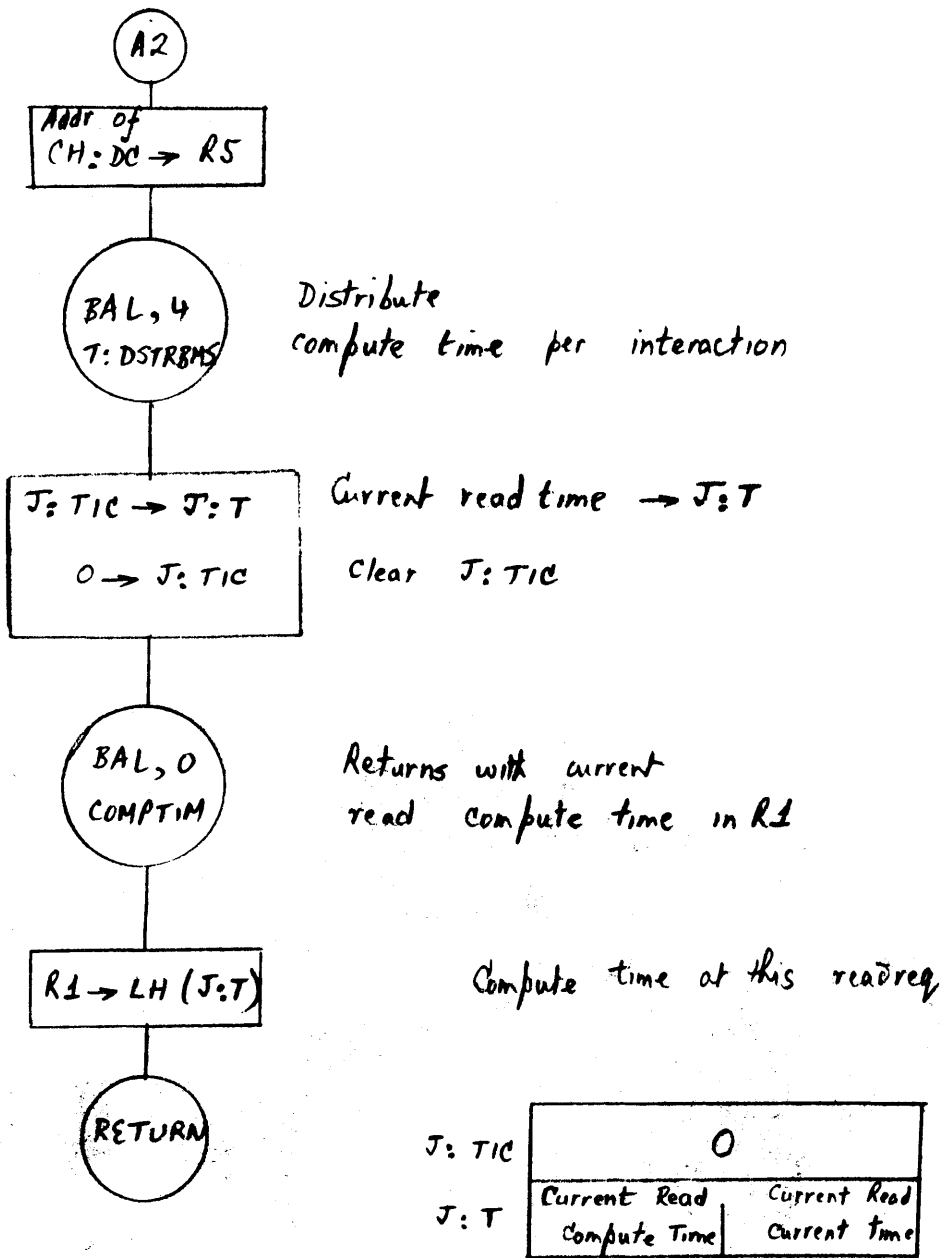 A2
Addr of
CH:DC → R5
BAL, 4
T:DSTRBMS
Distribute
compute time per interaction
J:TIC → J:T
Current read time → J:T
0 → J:TIC
Clear J:TIC
BAL, 0
COMPTIM
Returns with current
read compute time in R1
R1 → LH (J:T)
Compute time at this readreq
RETURN
J:TIC
0
J:T
Current Read
Compute Time
Current Read
Current time